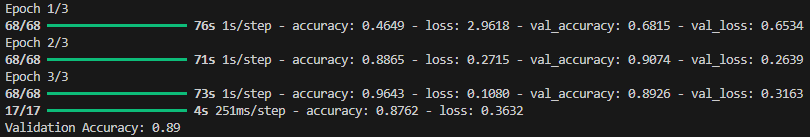 Epoch 1/3
68/68 ━━━━━━━━━━━━━━━━━━━━ 76s 1s/step - accuracy: 0.4649 - loss: 2.9618 - val_accuracy: 0.6815 - val_loss: 0.6534
Epoch 2/3
68/68 ━━━━━━━━━━━━━━━━━━━━ 71s 1s/step - accuracy: 0.8865 - loss: 0.2715 - val_accuracy: 0.9074 - val_loss: 0.2639
Epoch 3/3
68/68 ━━━━━━━━━━━━━━━━━━━━ 73s 1s/step - accuracy: 0.9643 - loss: 0.1080 - val_accuracy: 0.8926 - val_loss: 0.3163
17/17 ━━━━━━━━━━━━━━━━━━━━ 4s 251ms/step - accuracy: 0.8762 - loss: 0.3632
Validation Accuracy: 0.89